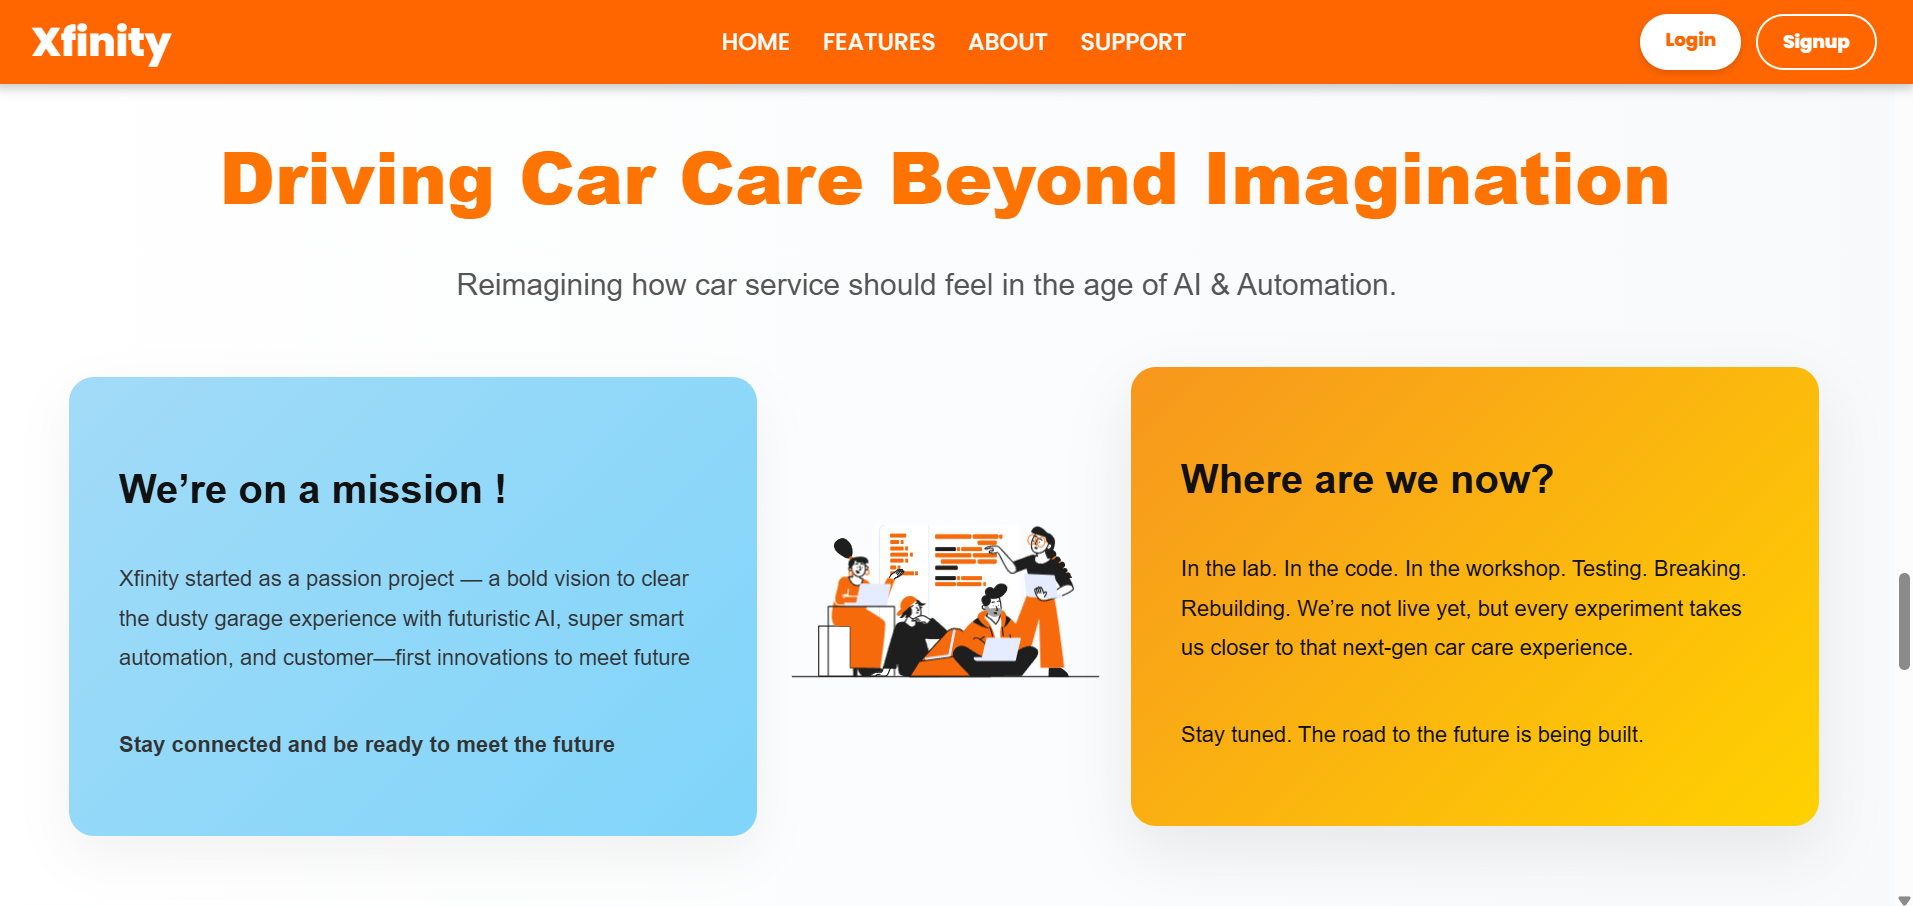 Xfinity
HOME FEATURES ABOUT SUPPORT
Login Signup
Driving Car Care Beyond Imagination
Reimagining how car service should feel in the age of AI & Automation.
We’re on a mission !
Xfinity started as a passion project — a bold vision to clear
the dusty garage experience with futuristic AI, super smart
automation, and customer—first innovations to meet future
Stay connected and be ready to meet the future
Where are we now?
In the lab. In the code. In the workshop. Testing. Breaking.
Rebuilding. We’re not live yet, but every experiment takes
us closer to that next-gen car care experience.
Stay tuned. The road to the future is being built.